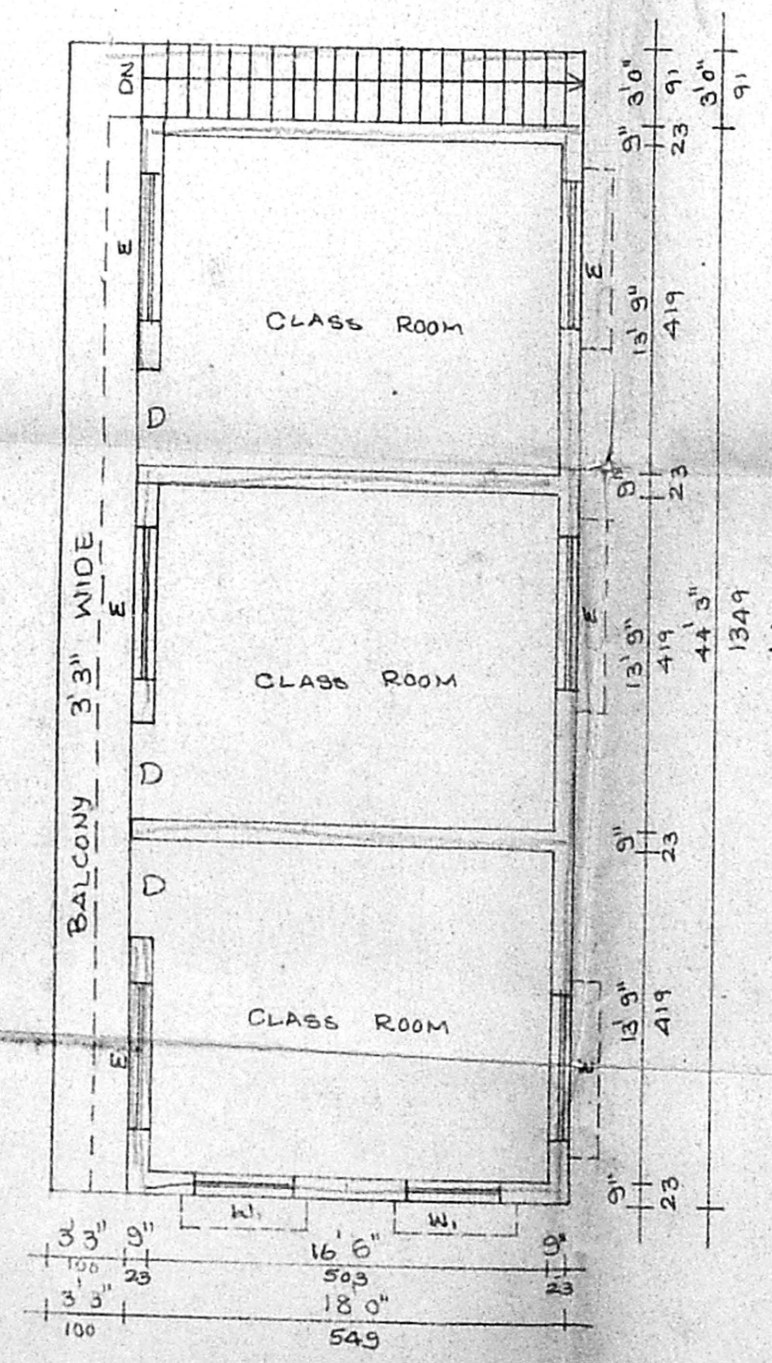 DN
3'0"
91
3'0"
91
9"
23
W
W
CLASS ROOM
13' 9"
419
D
9"
23
BALCONY 3'3" WIDE
W
W
CLASS ROOM
13' 9"
419
44' 3"
1349
D
9"
23
D
CLASS ROOM
13' 9"
419
W
W
9"
23
W1
W1
3' 3"
9"
16' 6"
9"
100
23
503
23
3' 3"
18' 0"
100
549